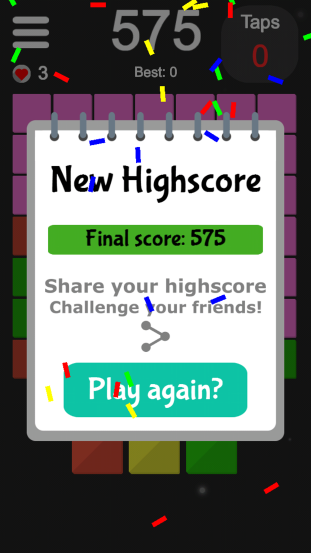 575
Taps
0
3
Best: 0
New Highscore
Final score: 575
Share your highscore
Challenge your friends!
Play again?